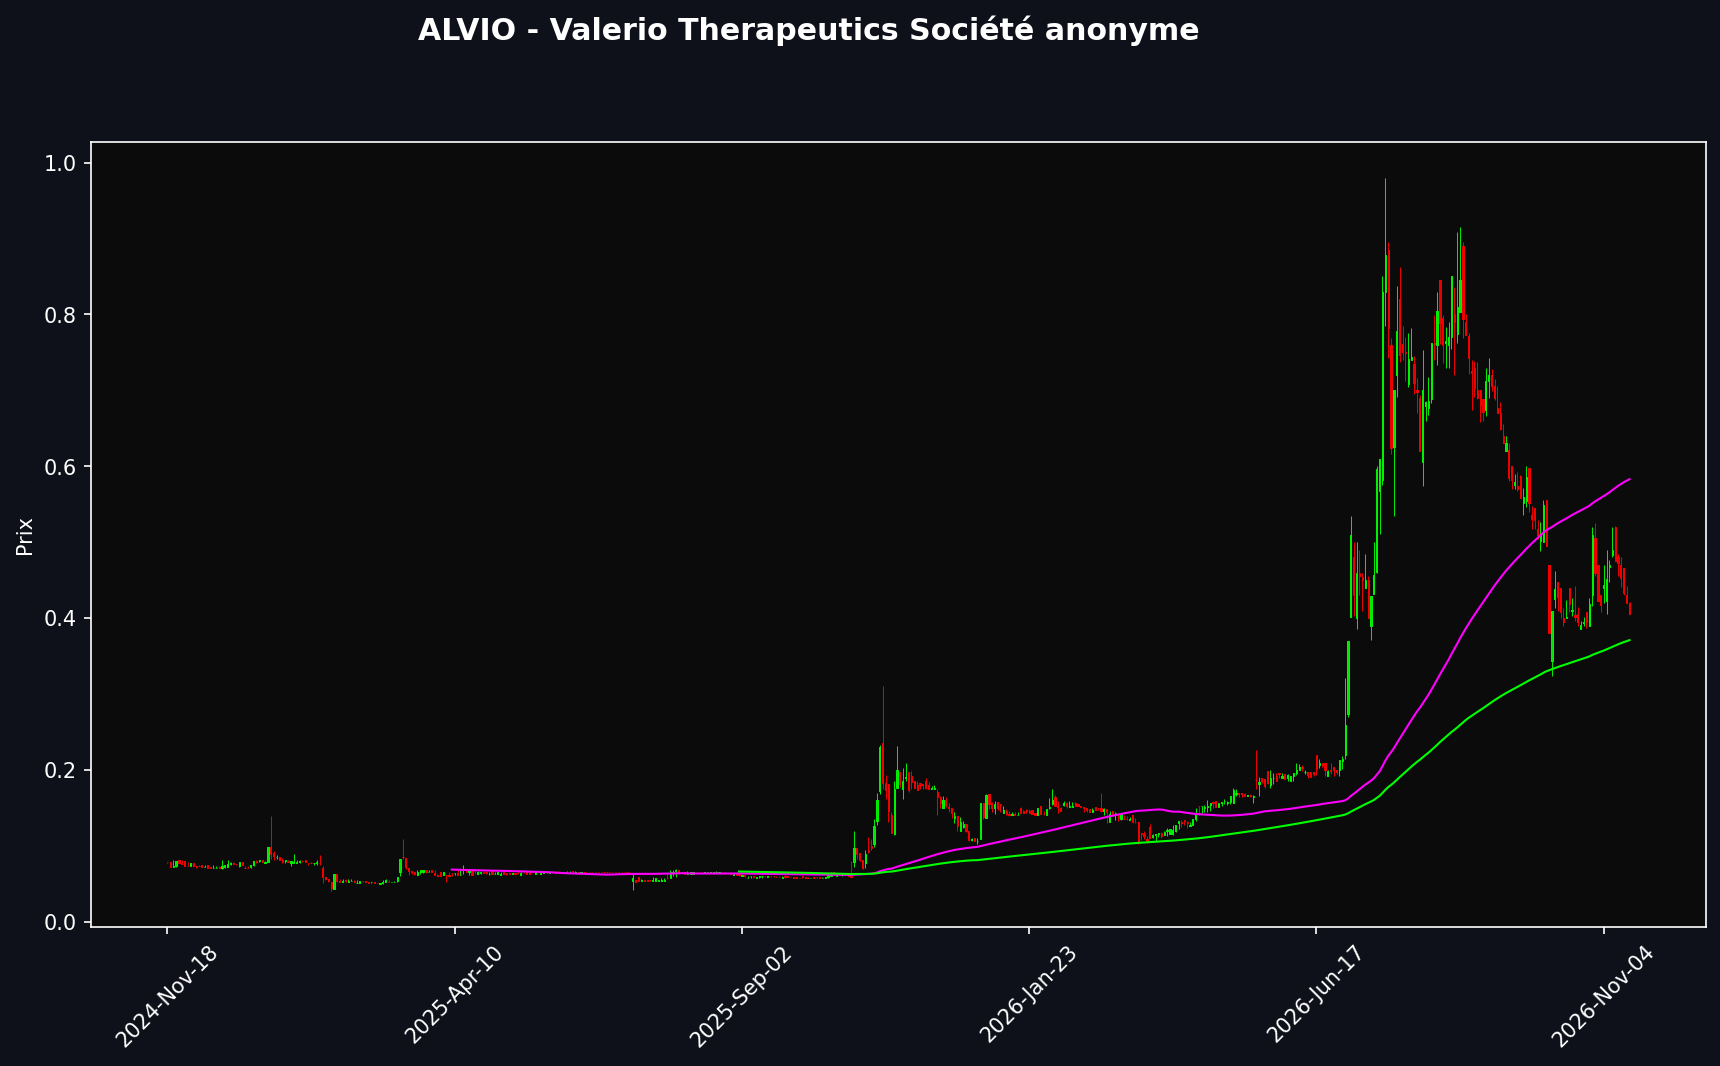 ALVIO - Valerio Therapeutics Société anonyme
Prix
1.0
0.8
0.6
0.4
0.2
0.0
2024-Nov-18
2025-Apr-10
2025-Sep-02
2026-Jan-23
2026-Jun-17
2026-Nov-04